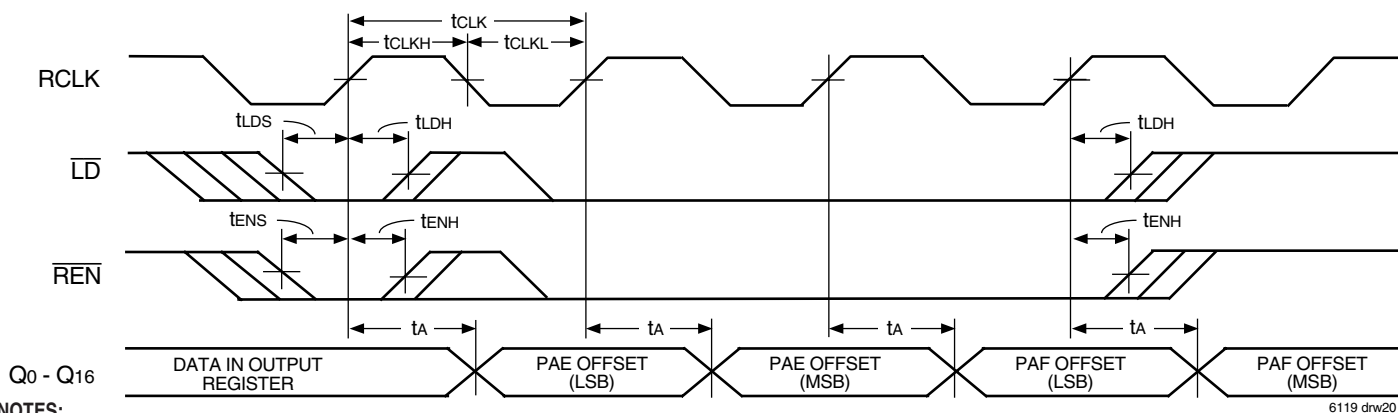 tCLK
tCLKH
tCLKL
RCLK
tLDS
tLDH
tLDH
LD
tENS
tENH
tENH
REN
tA
tA
tA
tA
Q0 - Q16
DATA IN OUTPUT
REGISTER
PAE OFFSET
(LSB)
PAE OFFSET
(MSB)
PAF OFFSET
(LSB)
PAF OFFSET
(MSB)
NOTES:
6119 drw20